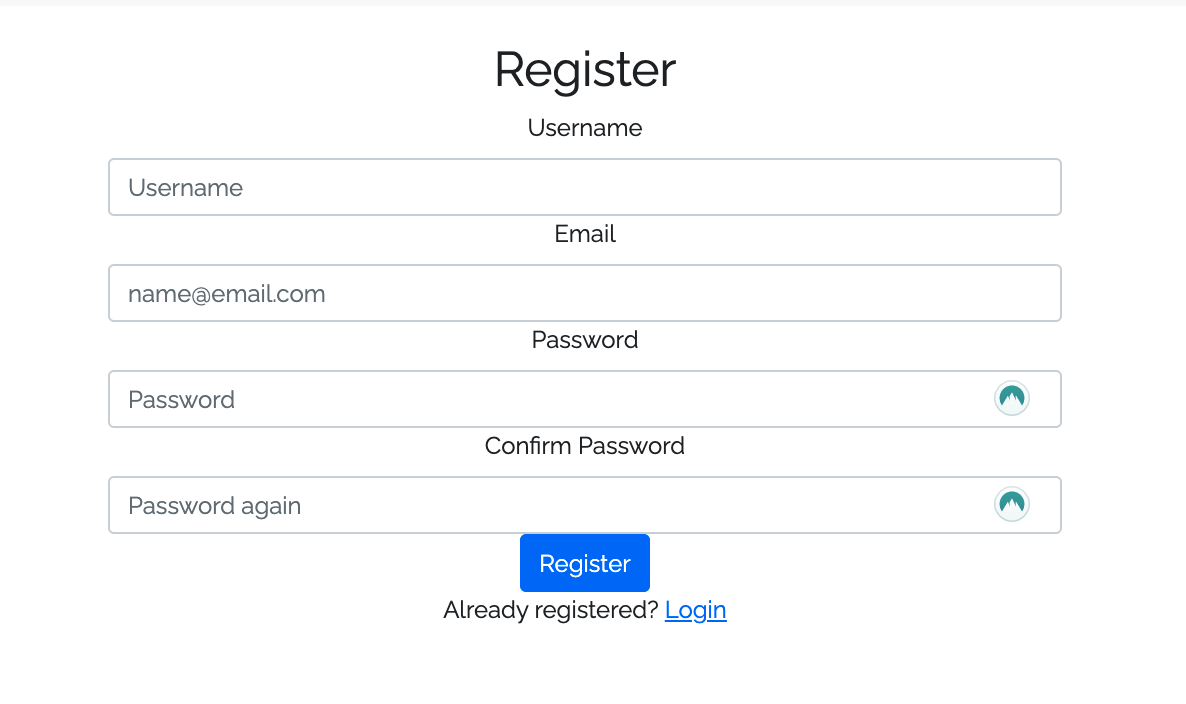 Register
Username
Username
Email
name@email.com
Password
Password
Confirm Password
Password again
Register
Already registered? Login